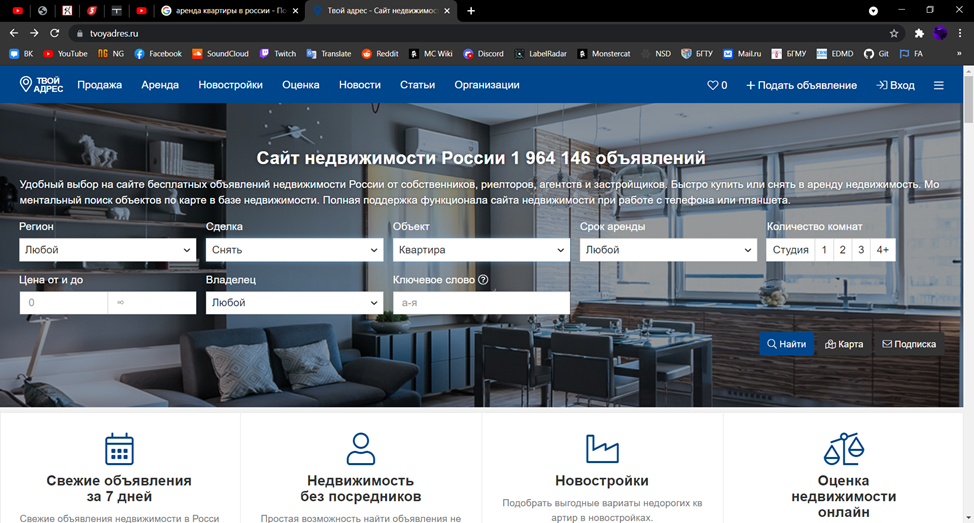 аренда квартиры в россии - По
Твой адрес - Сайт недвижимос
tvoyadres.ru
ВК
YouTube
NG
NG
Facebook
SoundCloud
Twitch
Translate
Reddit
MC Wiki
Discord
LabelRadar
Monstercat
NSD
БГТУ
Mail.ru
БГМУ
EDMD
Git
FA
»
ТВОЙ
АДРЕС
Продажа
Аренда
Новостройки
Оценка
Новости
Статьи
Организации
0
+ Подать объявление
Вход
Сайт недвижимости России 1 964 146 объявлений
Удобный выбор на сайте бесплатных объявлений недвижимости России от собственников, риелторов, агентств и застройщиков. Быстро купить или снять в аренду недвижимость. Мо
ментальный поиск объектов по карте в базе недвижимости. Полная поддержка функционала сайта недвижимости при работе с телефона или планшета.
Регион
Сделка
Объект
Срок аренды
Количество комнат
Любой
Снять
Квартира
Любой
Студия
1
2
3
4+
Цена от и до
Владелец
Ключевое слово
0
∞
Любой
а-я
Найти
Карта
Подписка
Свежие объявления
за 7 дней
Свежие объявления недвижимости в Росси
Недвижимость
без посредников
Простая возможность найти объявления не
Новостройки
Подобрать выгодные вариаты недорогих кв
артир в новостройках.
Оценка
недвижимости
онлайн